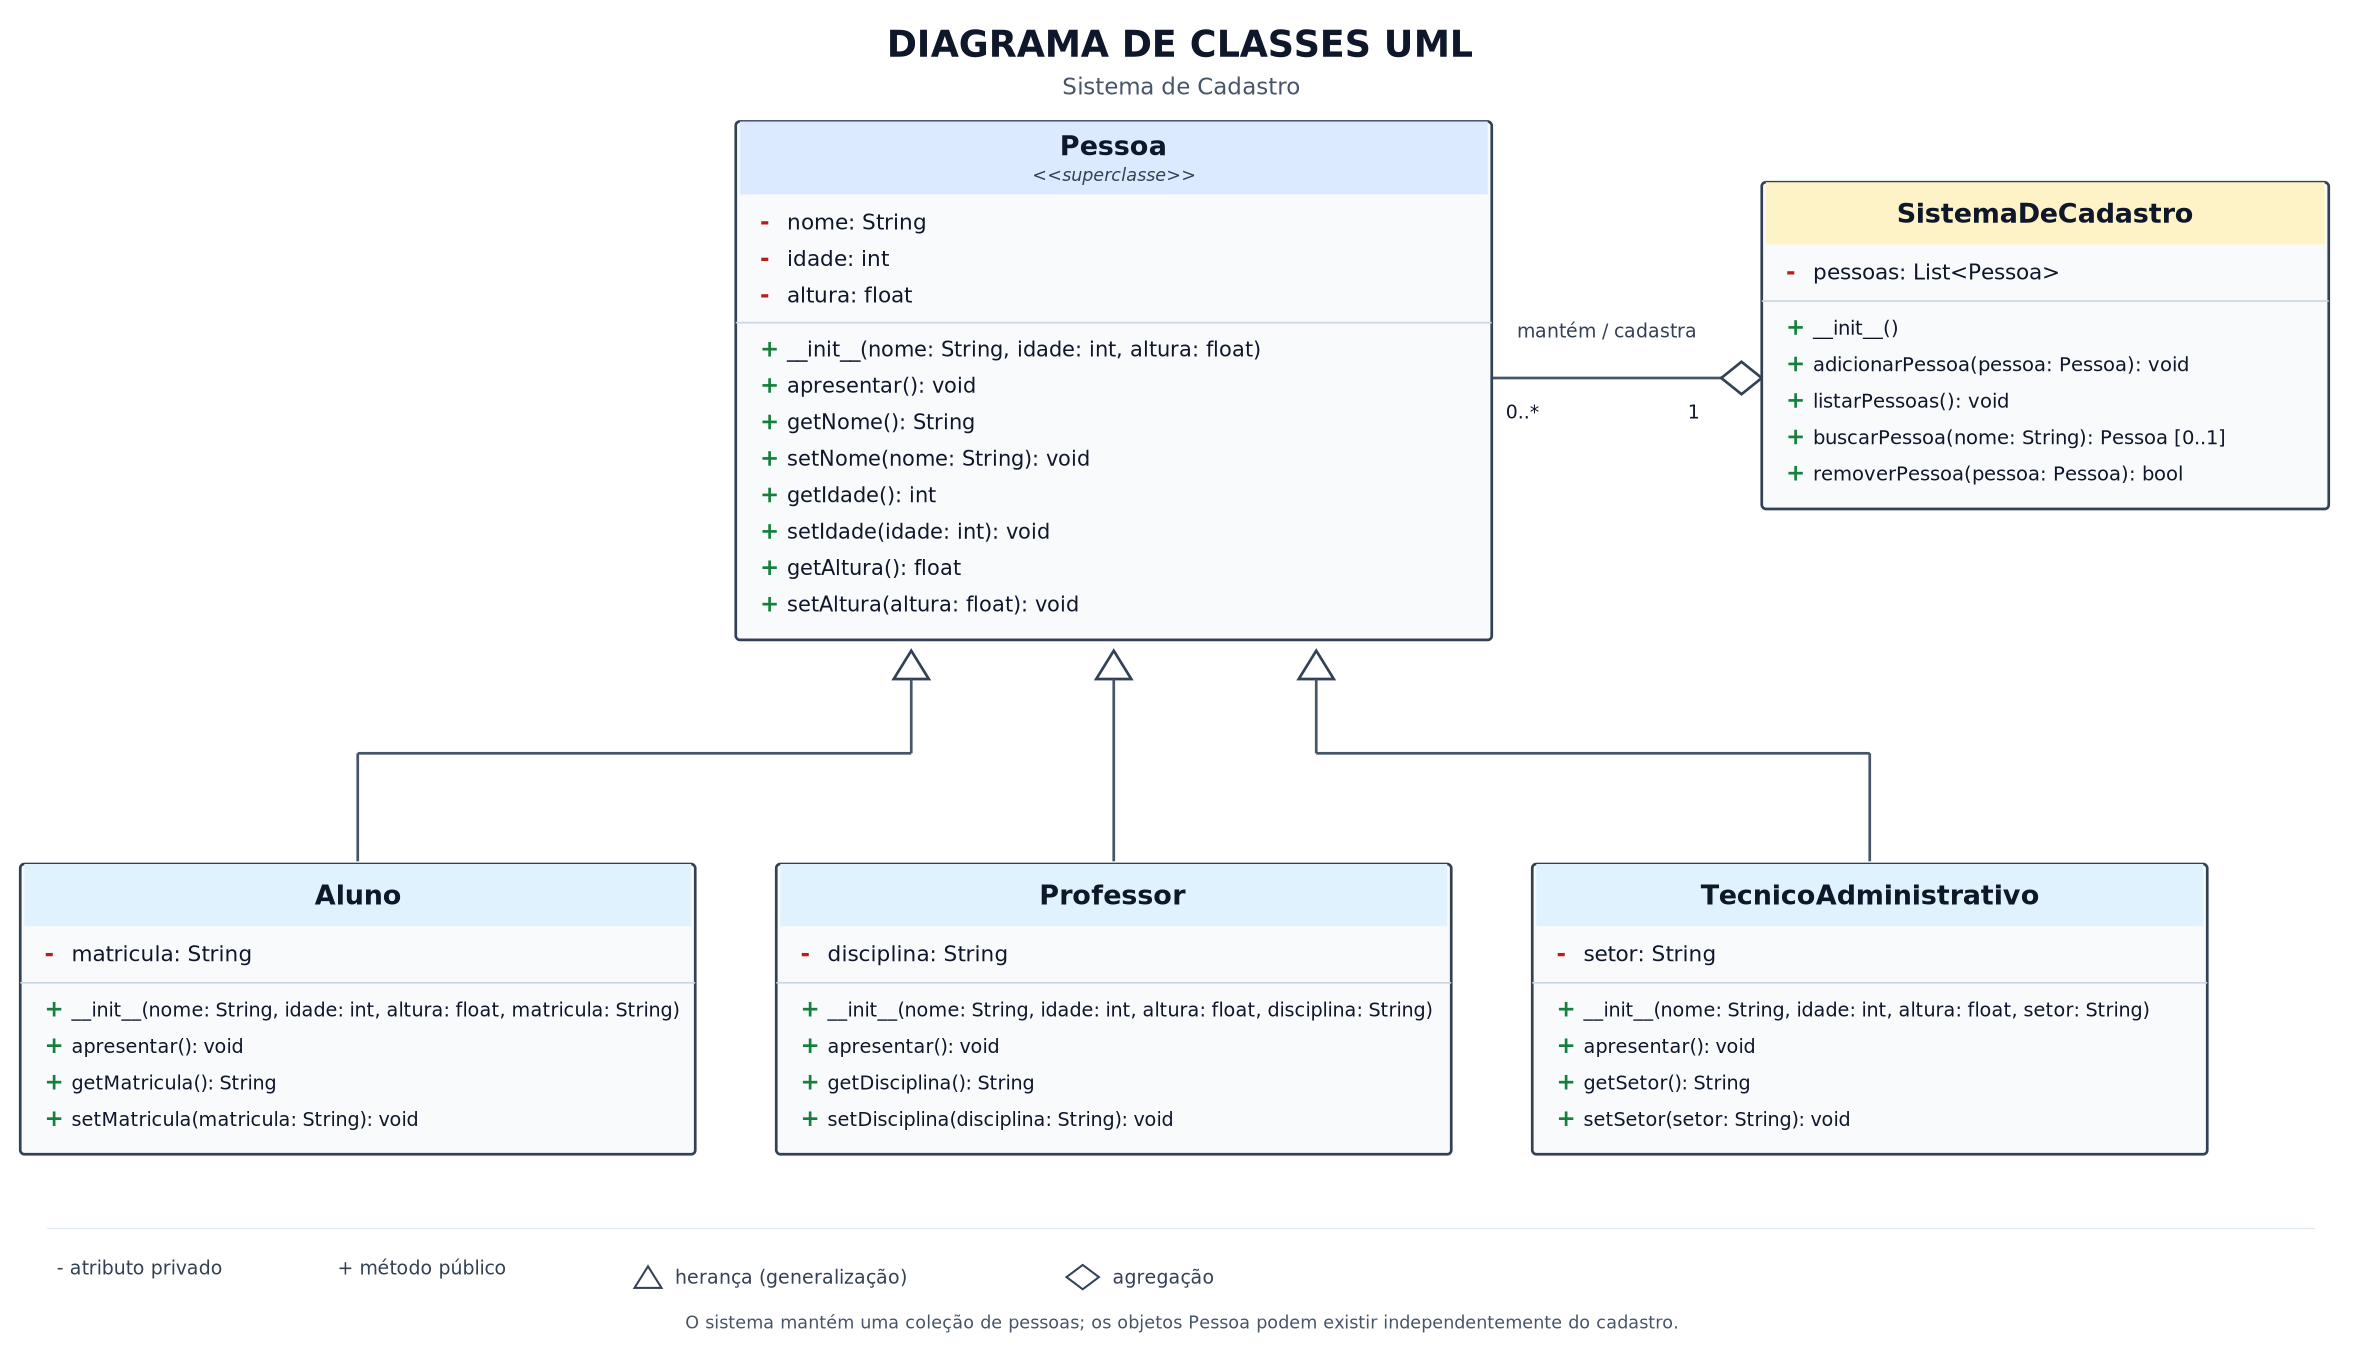 DIAGRAMA DE CLASSES UML
Sistema de Cadastro
Pessoa
<<superclasse>>
- nome: String
- idade: int
- altura: float
+ __init__(nome: String, idade: int, altura: float)
+ apresentar(): void
+ getNome(): String
+ setNome(nome: String): void
+ getIdade(): int
+ setIdade(idade: int): void
+ getAltura(): float
+ setAltura(altura: float): void
mantém / cadastra
0..*
1
SistemaDeCadastro
- pessoas: List<Pessoa>
+ __init__()
+ adicionarPessoa(pessoa: Pessoa): void
+ listarPessoas(): void
+ buscarPessoa(nome: String): Pessoa [0..1]
+ removerPessoa(pessoa: Pessoa): bool
Aluno
- matricula: String
+ __init__(nome: String, idade: int, altura: float, matricula: String)
+ apresentar(): void
+ getMatricula(): String
+ setMatricula(matricula: String): void
Professor
- disciplina: String
+ __init__(nome: String, idade: int, altura: float, disciplina: String)
+ apresentar(): void
+ getDisciplina(): String
+ setDisciplina(disciplina: String): void
TecnicoAdministrativo
- setor: String
+ __init__(nome: String, idade: int, altura: float, setor: String)
+ apresentar(): void
+ getSetor(): String
+ setSetor(setor: String): void
- atributo privado
+ método público
herança (generalização)
agregação
O sistema mantém uma coleção de pessoas; os objetos Pessoa podem existir independentemente do cadastro.